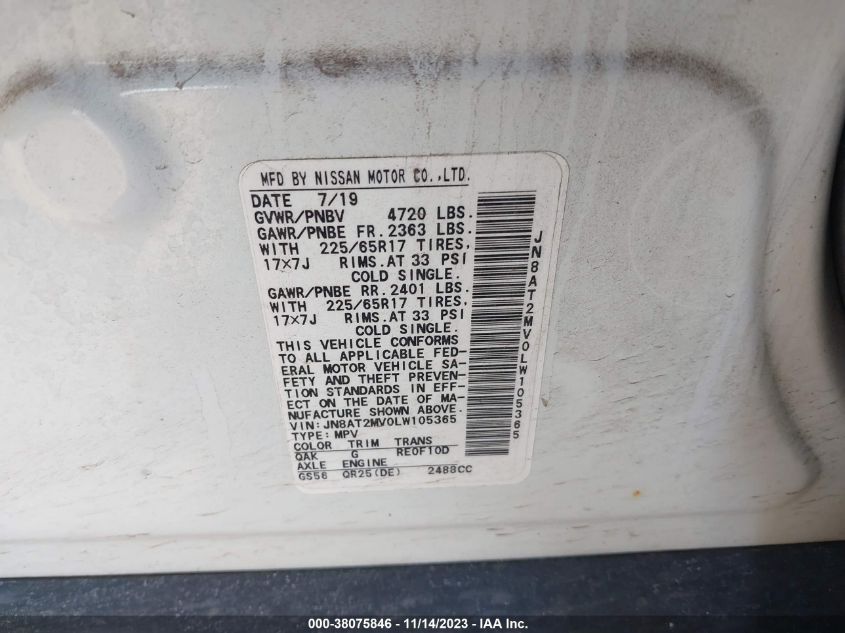 MFD BY NISSAN MOTOR CO.,LTD.
DATE 7/19
GVWR/PNBV 4720 LBS.
GAWR/PNBE FR. 2363 LBS.
WITH 225/65R17 TIRES,
17×7J RIMS.AT 33 PSI
COLD SINGLE.
GAWR/PNBE RR. 2401 LBS.
WITH 225/65R17 TIRES,
17×7J RIMS.AT 33 PSI
COLD SINGLE.
THIS VEHICLE CONFORMS
TO ALL APPLICABLE FED-
ERAL MOTOR VEHICLE SA-
FETY AND THEFT PREVEN-
TION STANDARDS IN EFF-
ECT ON THE DATE OF MA-
NUFACTURE SHOWN ABOVE.
VIN: JN8AT2MV0LW105365
TYPE: MPV
COLOR TRIM TRANS
QAK G RE0F10D
AXLE ENGINE
GS58 QR25(DE) 2488CC
JN8AT2MV0LW105365
000-38075846 - 11/14/2023 - IAA Inc.